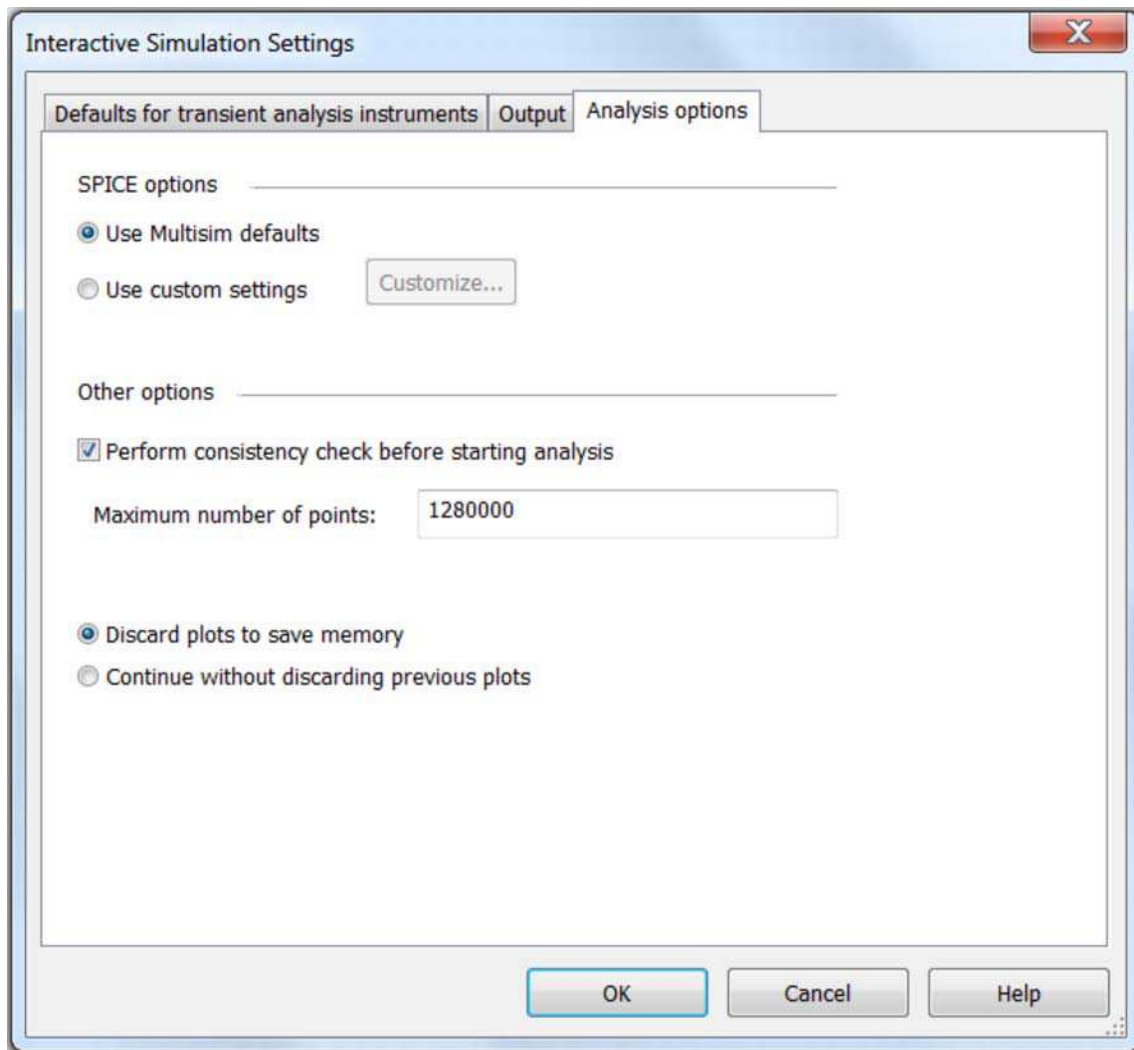 Interactive Simulation Settings
Defaults for transient analysis instruments Output Analysis options
SPICE options
Use Multisim defaults
Use custom settings Customize...
Other options
Perform consistency check before starting analysis
Maximum number of points: 1280000
Discard plots to save memory
Continue without discarding previous plots
OK Cancel Help